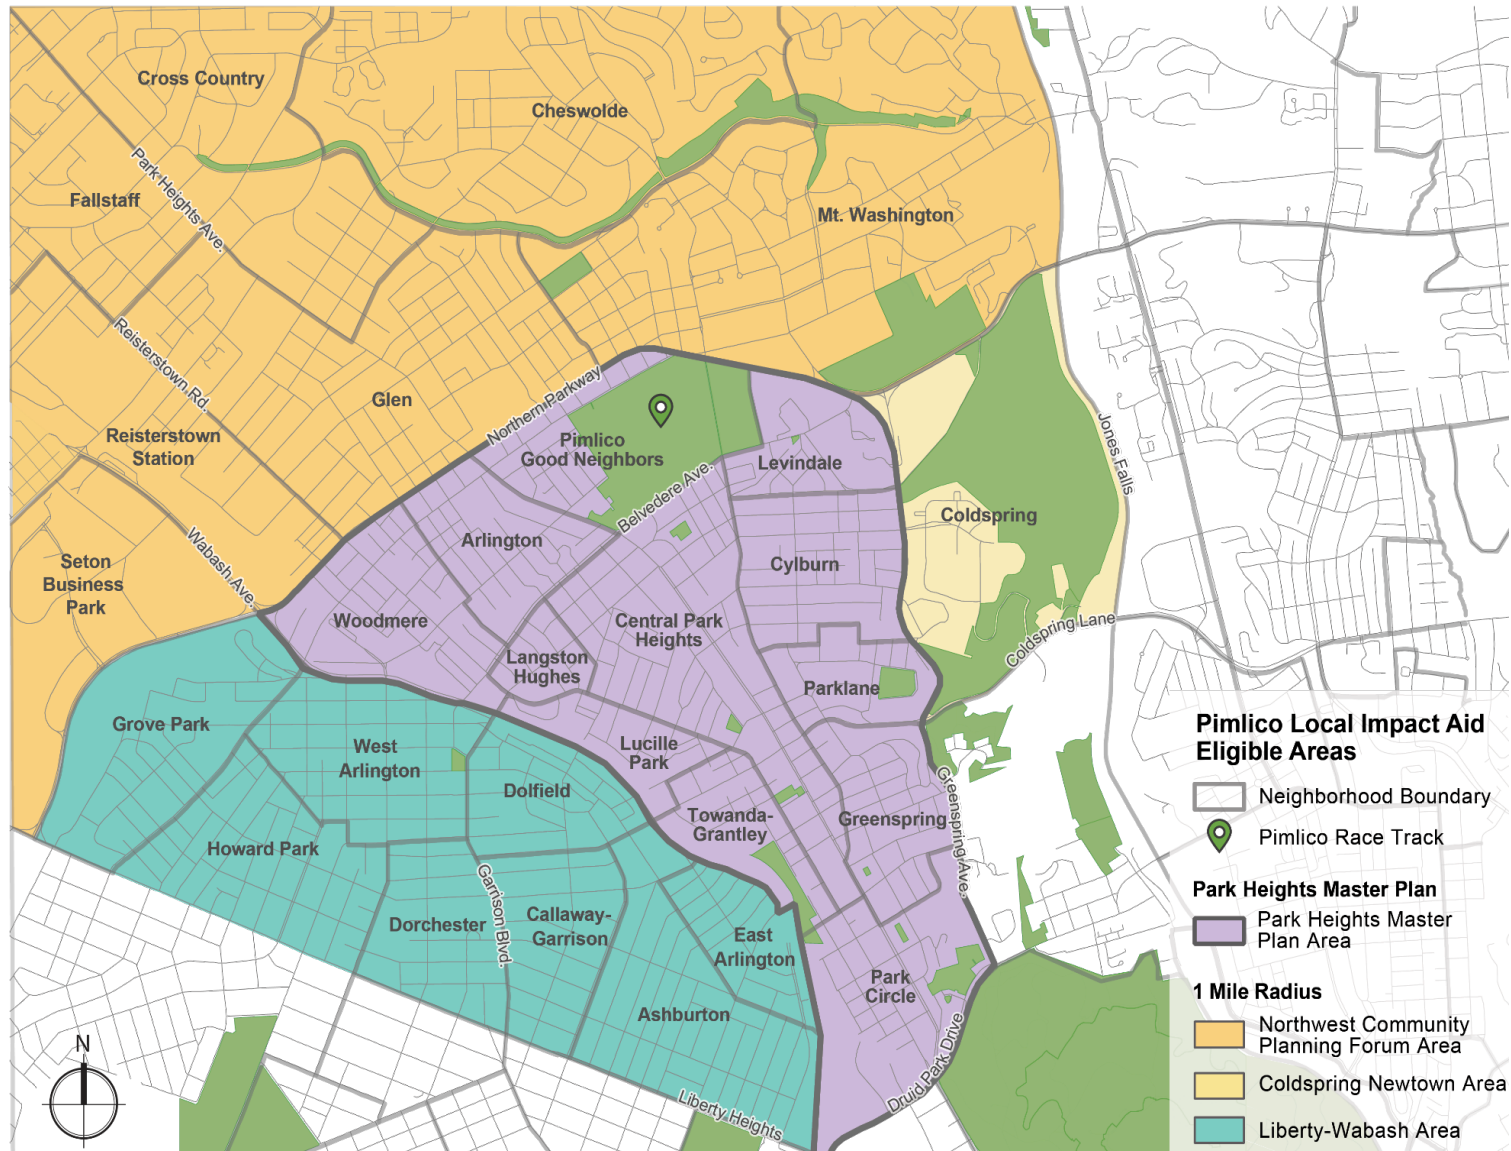 Cross Country
Cheswolde
Park Heights Ave.
Fallstaff
Mt. Washington
Reisterstown Rd.
Glen
Northern Parkway
Reisterstown
Station
Pimlico
Good Neighbors
Belvedere Ave.
Levindale
Jones Falls
Coldspring
Wabash Ave.
Arlington
Seton
Business
Park
Cylburn
Woodmere
Central Park
Heights
Coldspring Lane
Langston
Hughes
Parklane
Grove Park
West
Arlington
Lucille
Park
Dolfield
Towanda-
Grantley
Greenspring
Greenspring Ave.
Howard Park
Garrison Blvd.
Dorchester
Callaway-
Garrison
East
Arlington
Park
Circle
Ashburton
Druid Park Drive
Liberty Heights
N
Pimlico Local Impact Aid
Eligible Areas
Neighborhood Boundary
Pimlico Race Track
Park Heights Master Plan
Park Heights Master
Plan Area
1 Mile Radius
Northwest Community
Planning Forum Area
Coldspring Newtown Area
Liberty-Wabash Area